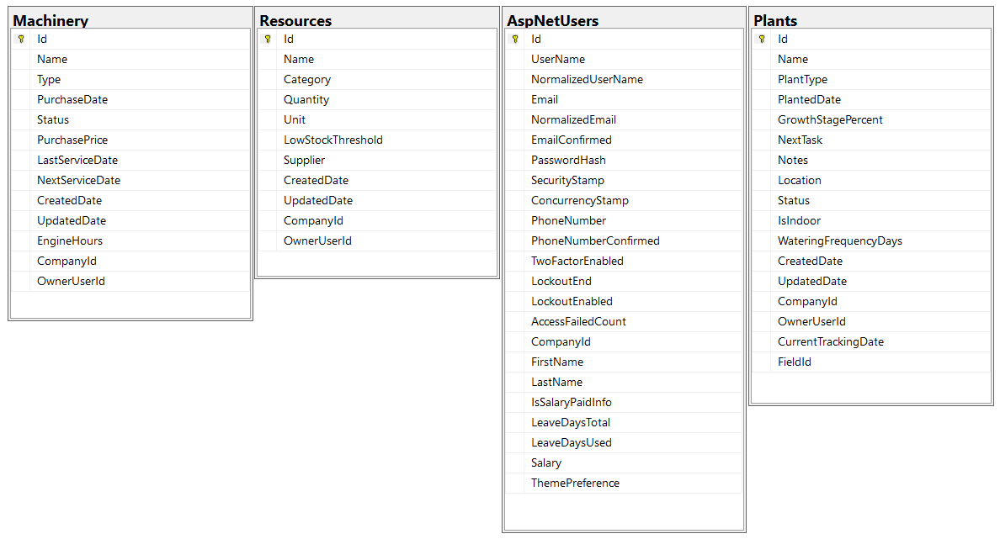 Machinery
Id
Name
Type
PurchaseDate
Status
PurchasePrice
LastServiceDate
NextServiceDate
CreatedDate
UpdatedDate
EngineHours
CompanyId
OwnerUserId
Resources
Id
Name
Category
Quantity
Unit
LowStockThreshold
Supplier
CreatedDate
UpdatedDate
CompanyId
OwnerUserId
AspNetUsers
Id
UserName
NormalizedUserName
Email
NormalizedEmail
EmailConfirmed
PasswordHash
SecurityStamp
ConcurrencyStamp
PhoneNumber
PhoneNumberConfirmed
TwoFactorEnabled
LockoutEnd
LockoutEnabled
AccessFailedCount
CompanyId
FirstName
LastName
IsSalaryPaidInfo
LeaveDaysTotal
LeaveDaysUsed
Salary
ThemePreference
Plants
Id
Name
PlantType
PlantedDate
GrowthStagePercent
NextTask
Notes
Location
Status
IsIndoor
WateringFrequencyDays
CreatedDate
UpdatedDate
CompanyId
OwnerUserId
CurrentTrackingDate
FieldId